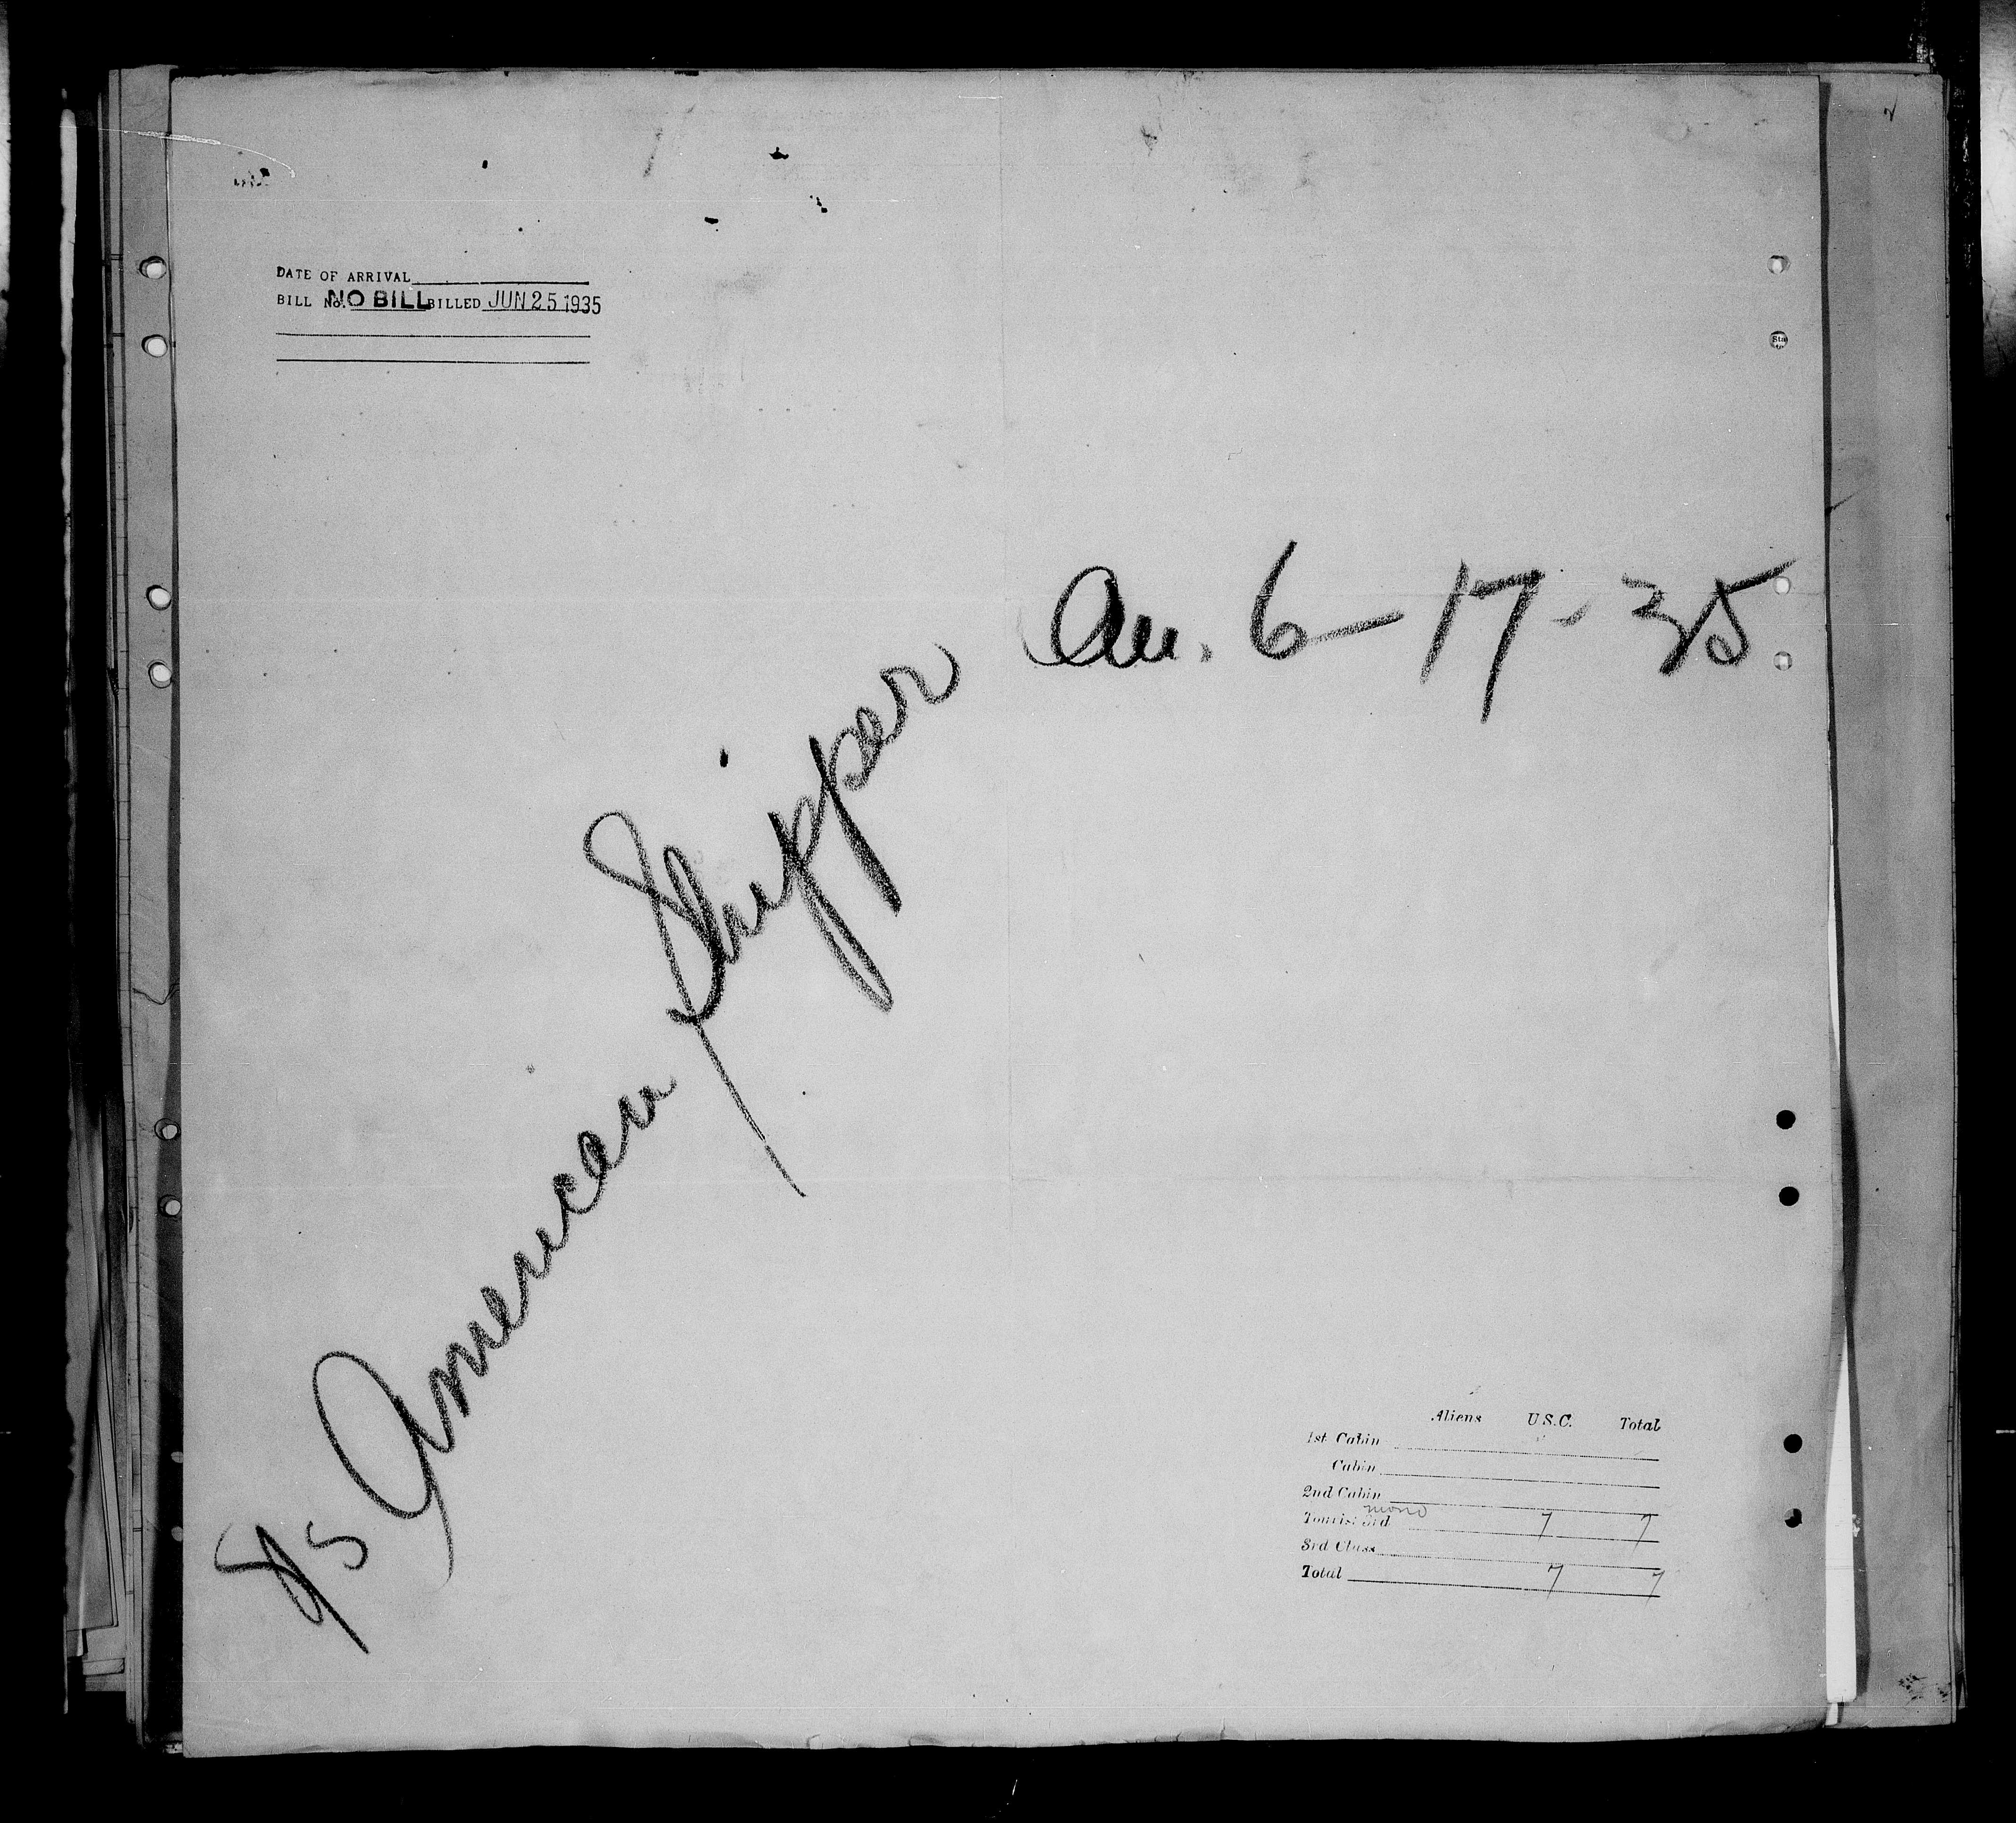 DATE OF ARRIVAL
BILL No. NO BILL BILLED JUN 25 1935
Arr. 6-17-35
S/S American Shipper
Aliens U.S.C. Total
1st Cabin
Cabin
2nd Cabin
mono
Tourist 3rd 7 7
3rd Class
Total 7 7